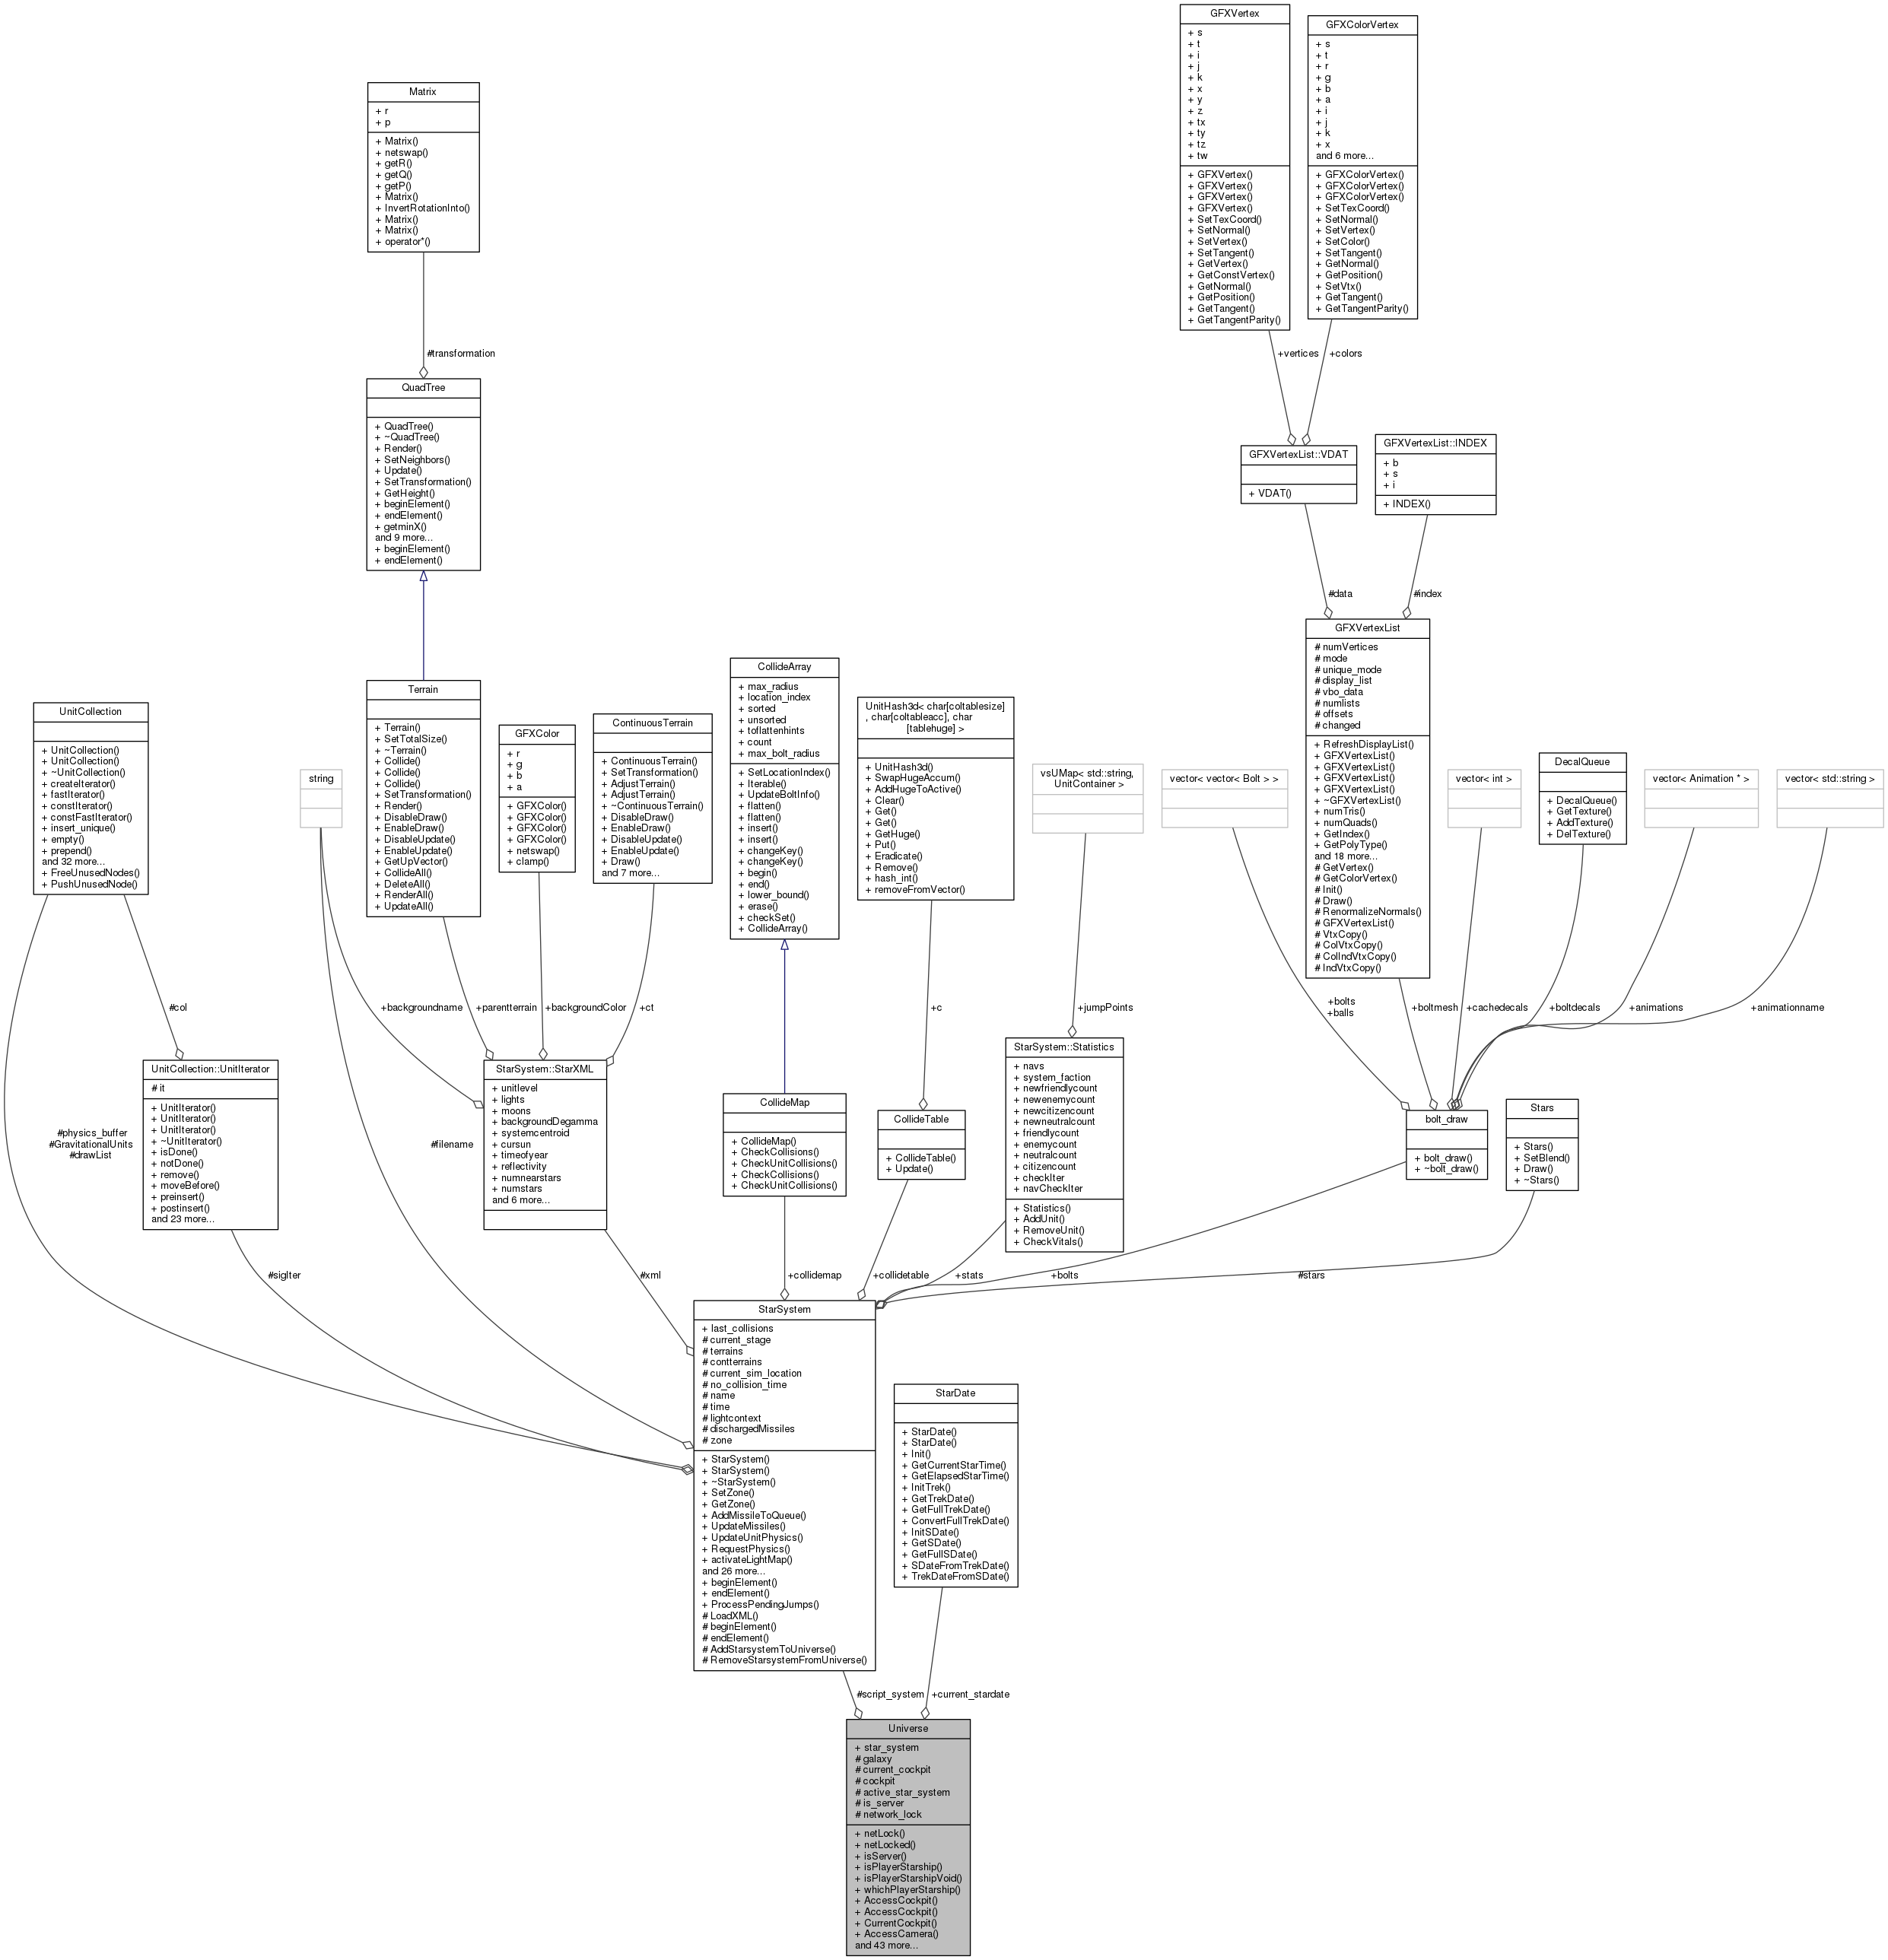 GFXVertex
+ s
+ t
+ i
+ j
+ k
+ x
+ y
+ z
+ tx
+ ty
+ tz
+ tw
+ GFXVertex()
+ GFXVertex()
+ GFXVertex()
+ GFXVertex()
+ SetTexCoord()
+ SetNormal()
+ SetVertex()
+ SetTangent()
+ GetVertex()
+ GetConstVertex()
+ GetNormal()
+ GetPosition()
+ GetTangent()
+ GetTangentParity()
GFXColorVertex
+ s
+ t
+ r
+ g
+ b
+ a
+ i
+ j
+ k
+ x
and 6 more...
+ GFXColorVertex()
+ GFXColorVertex()
+ GFXColorVertex()
+ SetTexCoord()
+ SetNormal()
+ SetVertex()
+ SetColor()
+ SetTangent()
+ GetNormal()
+ GetPosition()
+ SetVtx()
+ GetTangent()
+ GetTangentParity()
Matrix
+ r
+ p
+ Matrix()
+ netswap()
+ getR()
+ getQ()
+ getP()
+ Matrix()
+ InvertRotationInto()
+ Matrix()
+ Matrix()
+ operator*()
#transformation
+vertices
+colors
QuadTree
+ QuadTree()
+ ~QuadTree()
+ Render()
+ SetNeighbors()
+ Update()
+ SetTransformation()
+ GetHeight()
+ beginElement()
+ endElement()
+ getminX()
and 9 more...
+ beginElement()
+ endElement()
GFXVertexList::VDAT
+ VDAT()
GFXVertexList::INDEX
+ b
+ s
+ i
+ INDEX()
#data
#index
UnitCollection
+ UnitCollection()
+ UnitCollection()
+ ~UnitCollection()
+ createIterator()
+ fastIterator()
+ constIterator()
+ constFastIterator()
+ insert_unique()
+ empty()
+ prepend()
and 32 more...
+ FreeUnusedNodes()
+ PushUnusedNode()
string
Terrain
+ Terrain()
+ SetTotalSize()
+ ~Terrain()
+ Collide()
+ Collide()
+ Collide()
+ SetTransformation()
+ Render()
+ DisableDraw()
+ EnableDraw()
+ DisableUpdate()
+ EnableUpdate()
+ GetUpVector()
+ CollideAll()
+ DeleteAll()
+ RenderAll()
+ UpdateAll()
GFXColor
+ r
+ g
+ b
+ a
+ GFXColor()
+ GFXColor()
+ GFXColor()
+ GFXColor()
+ netswap()
+ clamp()
ContinuousTerrain
+ ContinuousTerrain()
+ SetTransformation()
+ AdjustTerrain()
+ AdjustTerrain()
+ ~ContinuousTerrain()
+ DisableDraw()
+ EnableDraw()
+ DisableUpdate()
+ EnableUpdate()
+ Draw()
and 7 more...
CollideArray
+ max_radius
+ location_index
+ sorted
+ unsorted
+ toflattenhints
+ count
+ max_bolt_radius
+ SetLocationIndex()
+ Iterable()
+ UpdateBoltInfo()
+ flatten()
+ flatten()
+ insert()
+ insert()
+ changeKey()
+ changeKey()
+ begin()
+ end()
+ lower_bound()
+ erase()
+ checkSet()
+ CollideArray()
UnitHash3d< char[coltablesize]
, char[coltableacc], char
[tablehuge] >
+ UnitHash3d()
+ SwapHugeAccum()
+ AddHugeToActive()
+ Clear()
+ Get()
+ Get()
+ GetHuge()
+ Put()
+ Eradicate()
+ Remove()
+ hash_int()
+ removeFromVector()
vsUMap< std::string,
UnitContainer >
vector< vector< Bolt > >
GFXVertexList
# numVertices
# mode
# unique_mode
# display_list
# vbo_data
# numlists
# offsets
# changed
+ RefreshDisplayList()
+ GFXVertexList()
+ GFXVertexList()
+ GFXVertexList()
+ GFXVertexList()
+ ~GFXVertexList()
+ numTris()
+ numQuads()
+ GetIndex()
+ GetPolyType()
and 18 more...
# GetVertex()
# GetColorVertex()
# Init()
# Draw()
# RenormalizeNormals()
# GFXVertexList()
# VtxCopy()
# ColVtxCopy()
# ColIndVtxCopy()
# IndVtxCopy()
vector< int >
DecalQueue
+ DecalQueue()
+ GetTexture()
+ AddTexture()
+ DelTexture()
vector< Animation * >
vector< std::string >
#col
+backgroundname
+parentterrain
+backgroundColor
+ct
+c
+jumpPoints
+bolts
+balls
+boltmesh
+cachedecals
+boltdecals
+animations
+animationname
UnitCollection::UnitIterator
# it
+ UnitIterator()
+ UnitIterator()
+ UnitIterator()
+ ~UnitIterator()
+ isDone()
+ notDone()
+ remove()
+ moveBefore()
+ preinsert()
+ postinsert()
and 23 more...
StarSystem::StarXML
+ unitlevel
+ lights
+ moons
+ backgroundDegamma
+ systemcentroid
+ cursun
+ timeofyear
+ reflectivity
+ numnearstars
+ numstars
and 6 more...
CollideMap
+ CollideMap()
+ CheckCollisions()
+ CheckUnitCollisions()
+ CheckCollisions()
+ CheckUnitCollisions()
CollideTable
+ CollideTable()
+ Update()
StarSystem::Statistics
+ navs
+ system_faction
+ newfriendlycount
+ newenemycount
+ newcitizencount
+ newneutralcount
+ friendlycount
+ enemycount
+ neutralcount
+ citizencount
+ checkIter
+ navCheckIter
+ Statistics()
+ AddUnit()
+ RemoveUnit()
+ CheckVitals()
bolt_draw
+ bolt_draw()
+ ~bolt_draw()
Stars
+ Stars()
+ SetBlend()
+ Draw()
+ ~Stars()
#physics_buffer
#GravitationalUnits
#drawList
#filename
#sigIter
#xml
+collidemap
+collidetable
+stats
+bolts
#stars
StarSystem
+ last_collisions
# current_stage
# terrains
# contterrains
# current_sim_location
# no_collision_time
# name
# time
# lightcontext
# dischargedMissiles
# zone
+ StarSystem()
+ StarSystem()
+ ~StarSystem()
+ SetZone()
+ GetZone()
+ AddMissileToQueue()
+ UpdateMissiles()
+ UpdateUnitPhysics()
+ RequestPhysics()
+ activateLightMap()
and 26 more...
+ beginElement()
+ endElement()
+ ProcessPendingJumps()
# LoadXML()
# beginElement()
# endElement()
# AddStarsystemToUniverse()
# RemoveStarsystemFromUniverse()
StarDate
+ StarDate()
+ StarDate()
+ Init()
+ GetCurrentStarTime()
+ GetElapsedStarTime()
+ InitTrek()
+ GetTrekDate()
+ GetFullTrekDate()
+ ConvertFullTrekDate()
+ InitSDate()
+ GetSDate()
+ GetFullSDate()
+ SDateFromTrekDate()
+ TrekDateFromSDate()
#script_system
+current_stardate
Universe
+ star_system
# galaxy
# current_cockpit
# cockpit
# active_star_system
# is_server
# network_lock
+ netLock()
+ netLocked()
+ isServer()
+ isPlayerStarship()
+ isPlayerStarshipVoid()
+ whichPlayerStarship()
+ AccessCockpit()
+ AccessCockpit()
+ CurrentCockpit()
+ AccessCamera()
and 43 more...